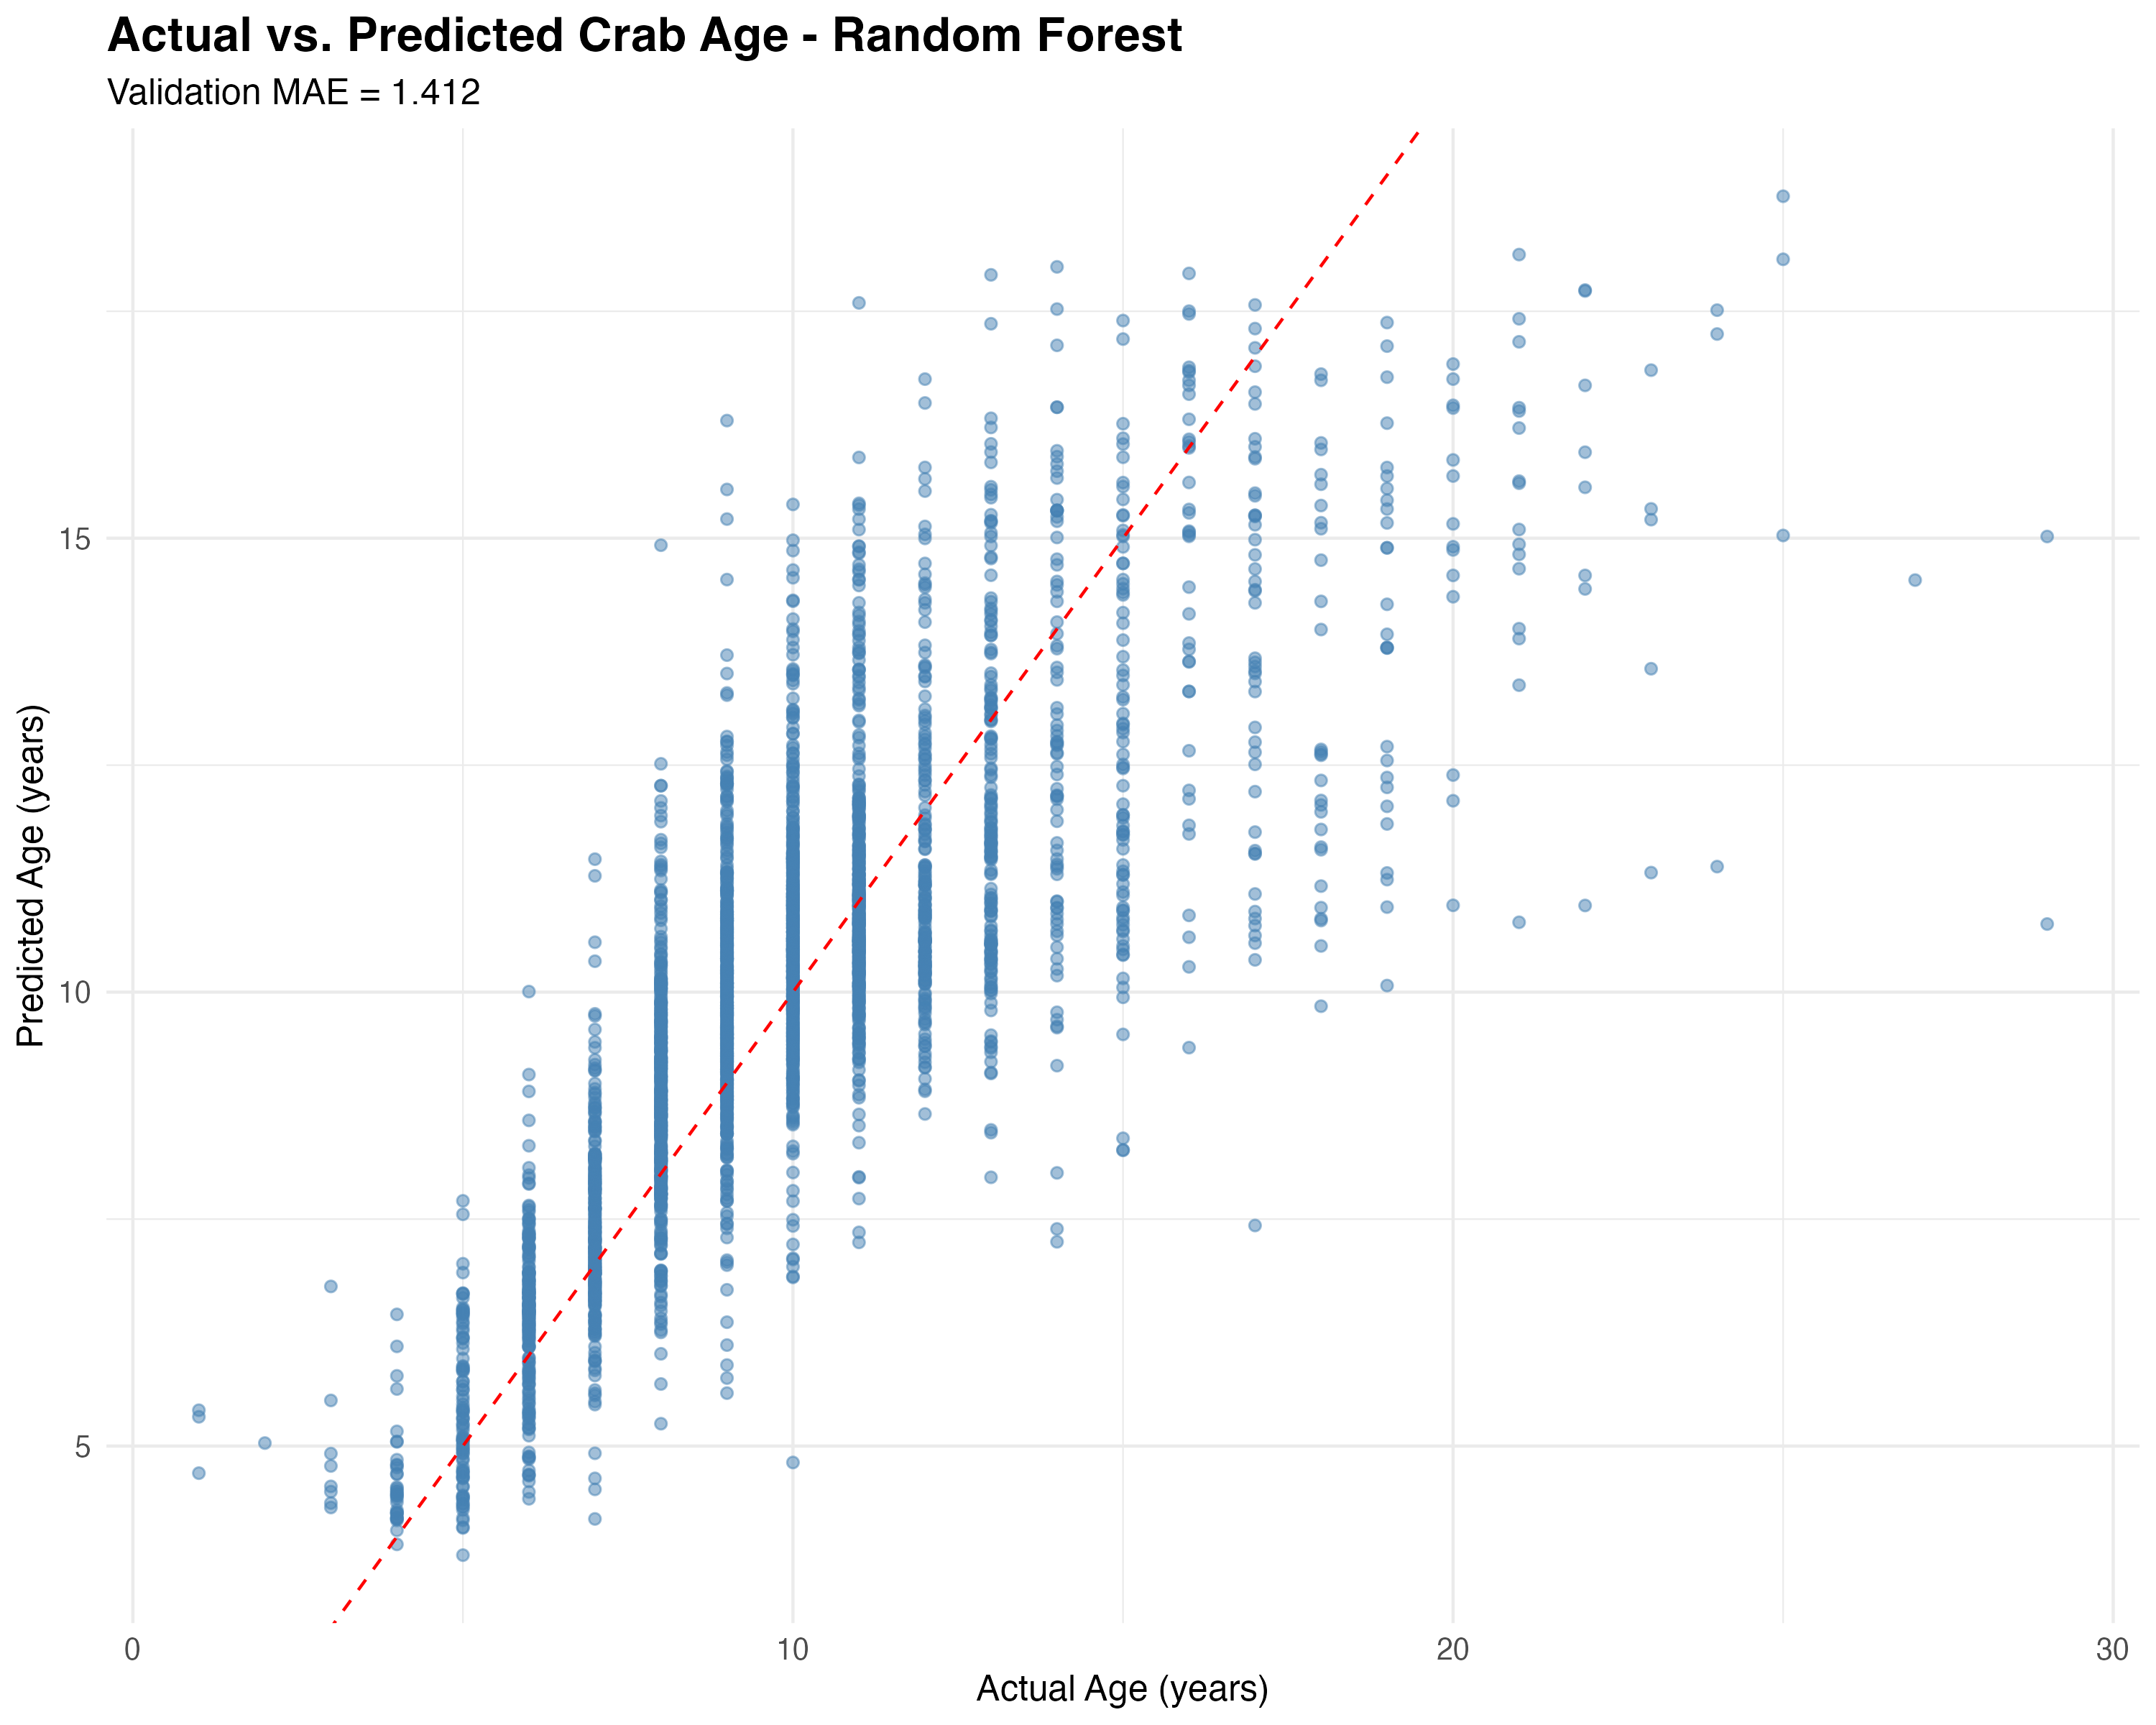 Actual vs. Predicted Crab Age - Random Forest
Validation MAE = 1.412
Predicted Age (years)
15
10
5
0
10
20
30
Actual Age (years)